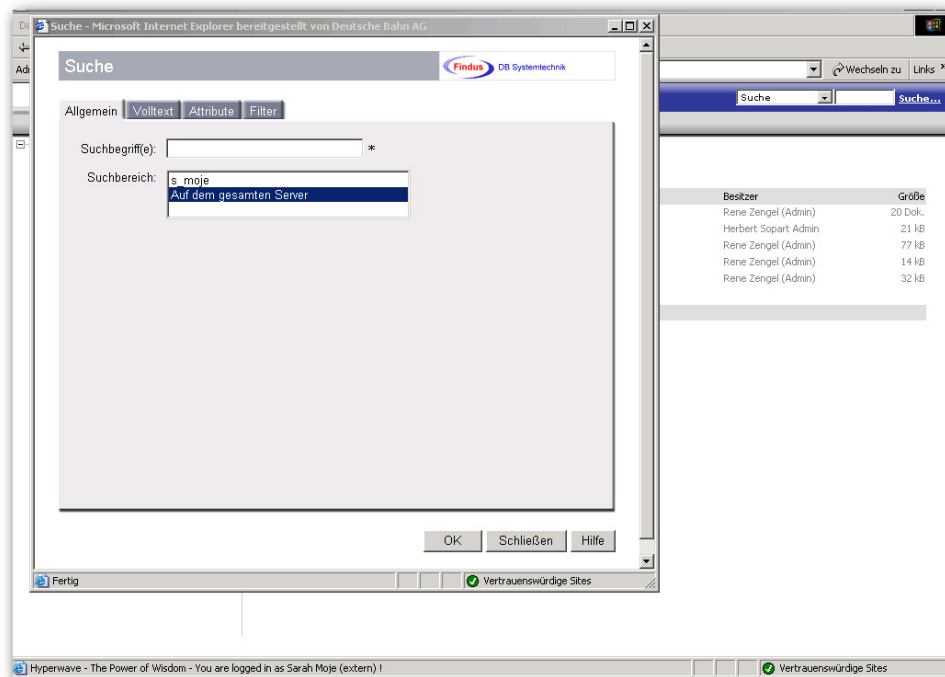 Suche - Microsoft Internet Explorer bereitgestellt von Deutsche Bahn AG
Wechseln zu
Links
Suche
Findus
DB Systemtechnik
Suche
Suche...
Allgemein
Volltext
Attribute
Filter
Suchbegriff(e):
*
Suchbereich:
s_moje
Auf dem gesamten Server
Besitzer
Größe
Rene Zengel (Admin)
20 Dok.
Herbert Sopart Admin
21 kB
Rene Zengel (Admin)
77 kB
Rene Zengel (Admin)
14 kB
Rene Zengel (Admin)
32 kB
OK
Schließen
Hilfe
Fertig
Vertrauenswürdige Sites
Hyperwave - The Power of Wisdom - You are logged in as Sarah Moje (extern) !
Vertrauenswürdige Sites